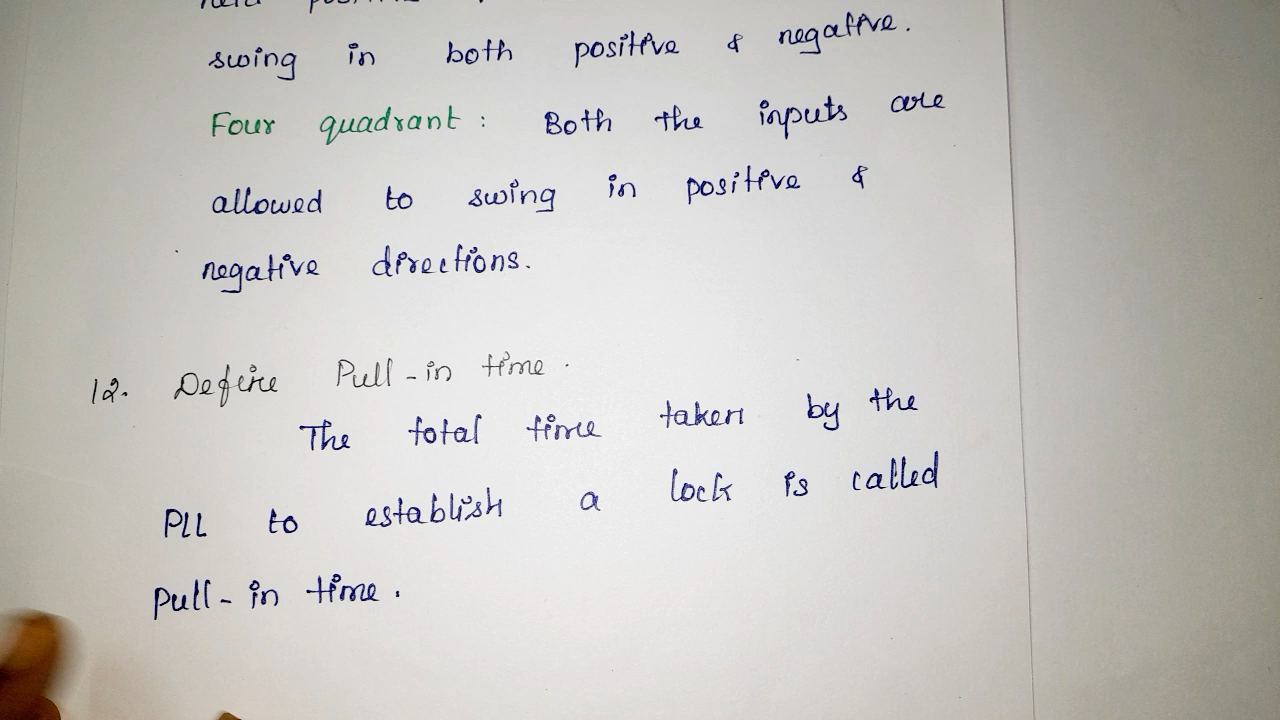 swing in both positive & negative.
Four quadrant : Both the inputs are
allowed to swing in positive &
negative directions.
12. Define Pull-in time.
The total time taken by the
PLL to establish a lock is called
pull-in time.